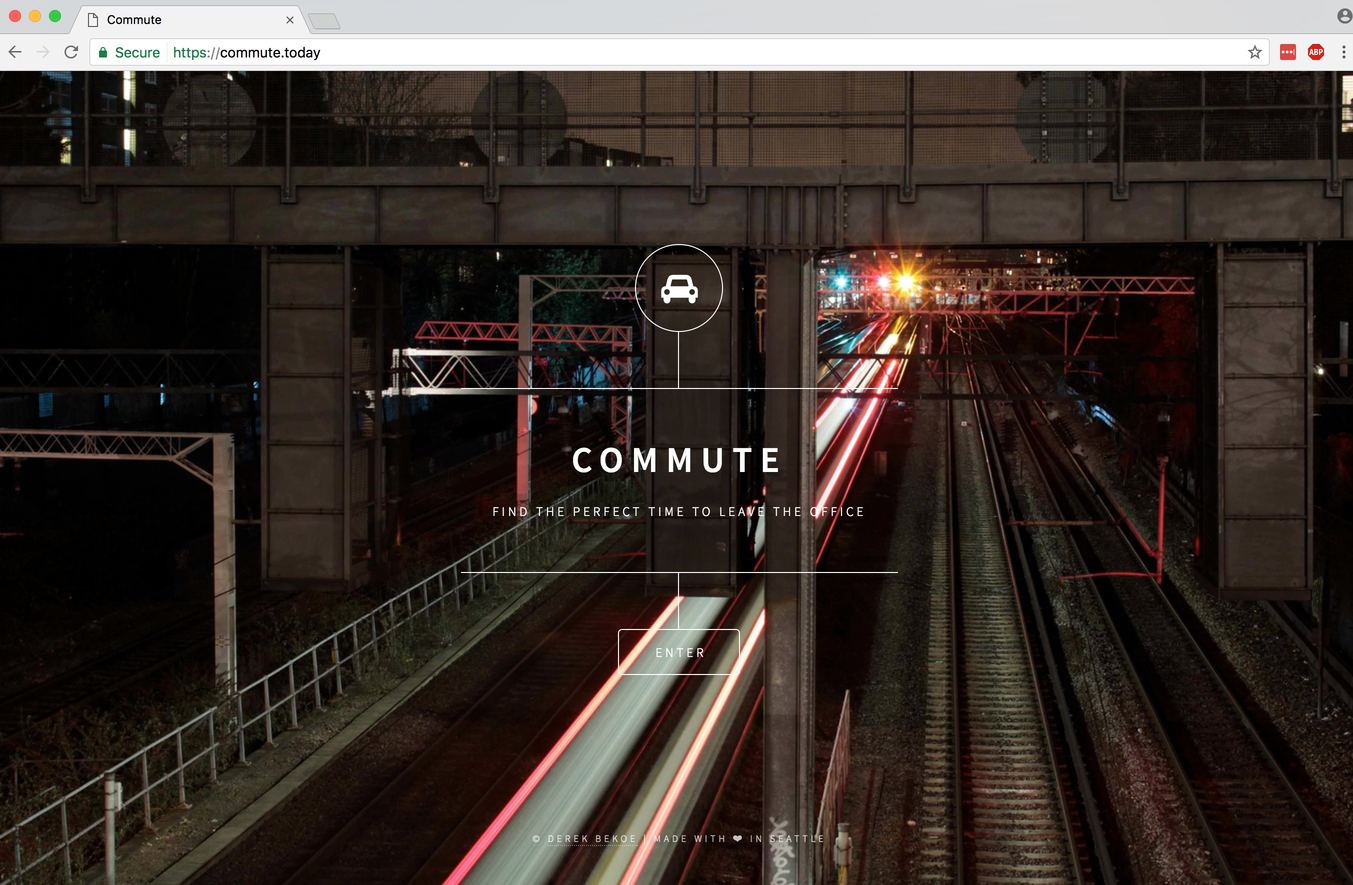 Commute
Secure https://commute.today
ABP
COMMUTE
FIND THE PERFECT TIME TO LEAVE THE OFFICE
ENTER
© DEREK BEKOE | MADE WITH ❤ IN SEATTLE